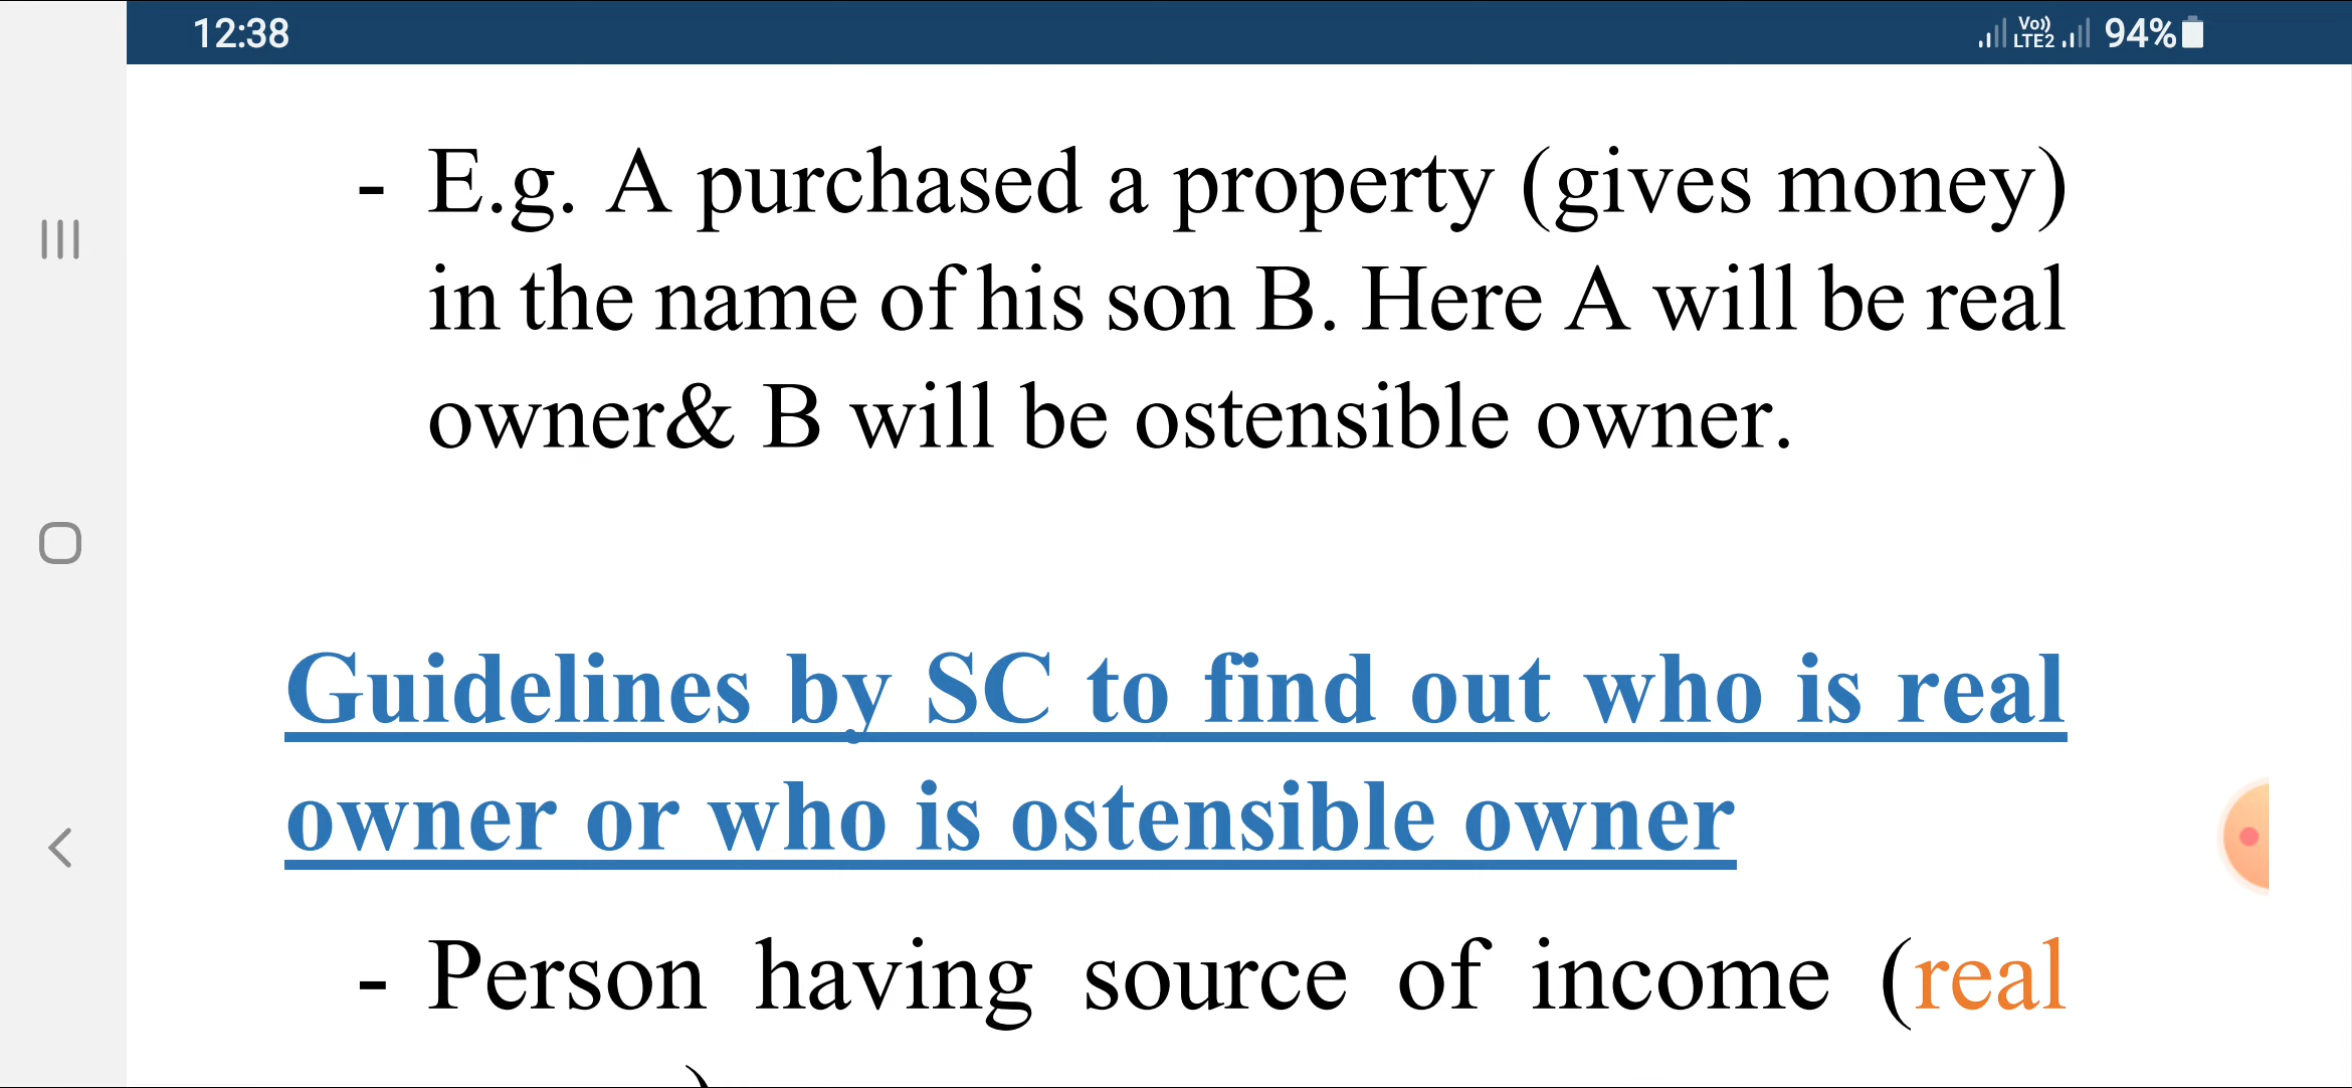 12:38
Vo)) LTE2 94%
- E.g. A purchased a property (gives money)
in the name of his son B. Here A will be real
owner& B will be ostensible owner.
Guidelines by SC to find out who is real
owner or who is ostensible owner
- Person having source of income (real
)